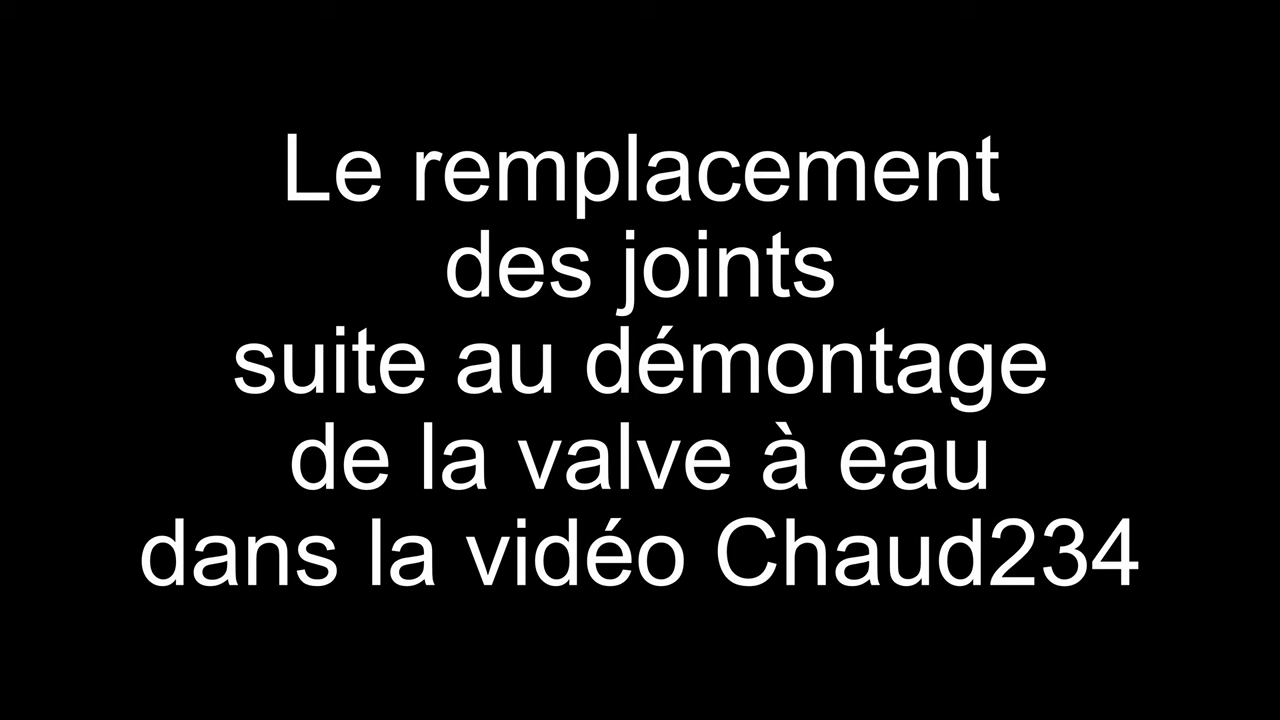 Le remplacement
des joints
suite au démontage
de la valve à eau
dans la vidéo Chaud234